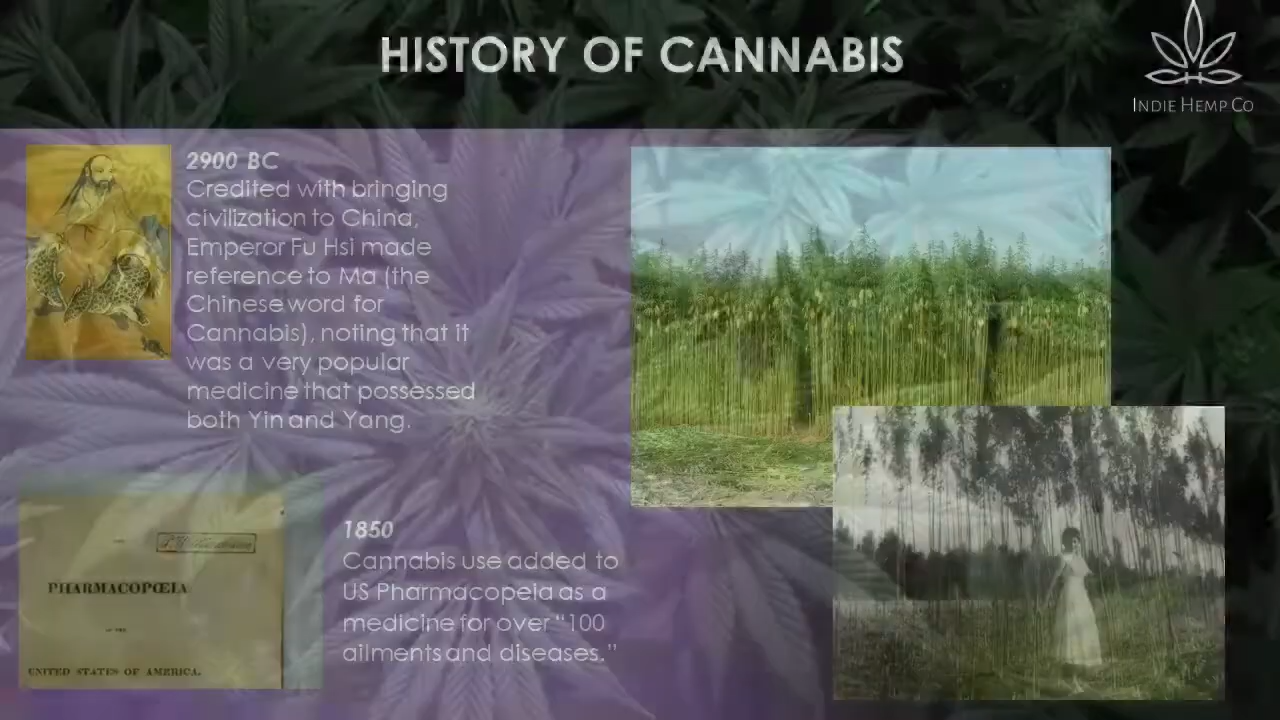 HISTORY OF CANNABIS
INDIE HEMP CO
2900 BC
Credited with bringing
civilization to China,
Emperor Fu Hsi made
reference to Ma (the
Chinese word for
Cannabis), noting that it
was a very popular
medicine that possessed
both Yin and Yang.
PHARMACOPŒIA
OF THE
UNITED STATES OF AMERICA.
1850
Cannabis use added to
US Pharmacopeia as a
medicine for over "100
ailments and diseases."